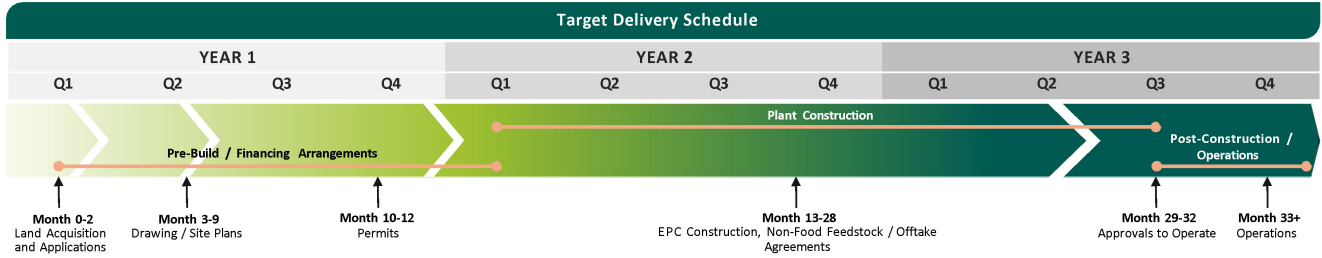 Target Delivery Schedule
YEAR 1
YEAR 2
YEAR 3
Q1
Q2
Q3
Q4
Q1
Q2
Q3
Q4
Q1
Q2
Q3
Q4
Plant Construction
Pre-Build / Financing Arrangements
Post-Construction /
Operations
Month 0-2
Land Acquisition
and Applications
Month 3-9
Drawing / Site Plans
Month 10-12
Permits
Month 13-28
EPC Construction, Non-Food Feedstock / Offtake
Agreements
Month 29-32
Approvals to Operate
Month 33+
Operations